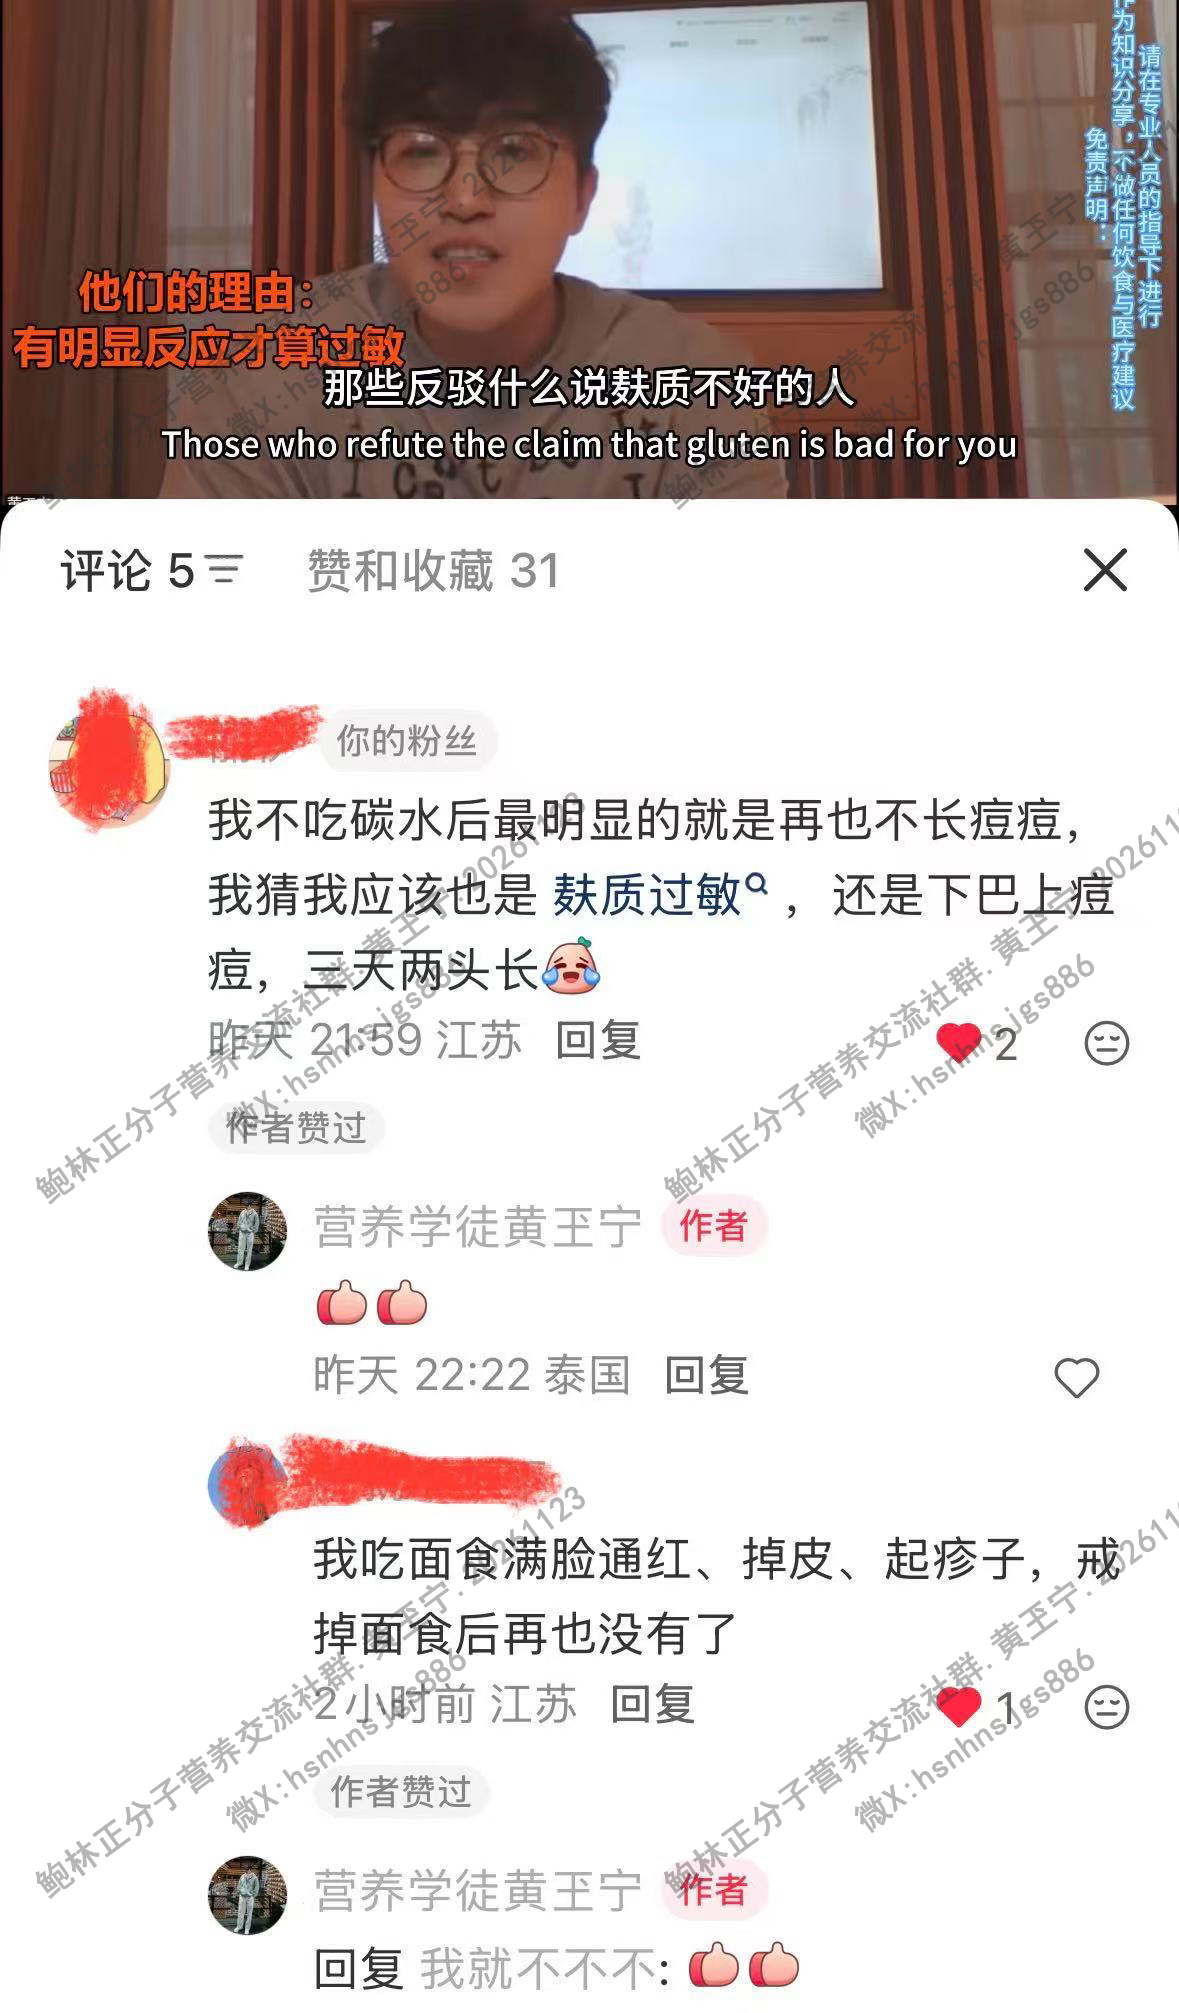 请在专业人员的指导下进行
作为知识分享，不做任何饮食与医疗建议
免责声明：
他们的理由：
有明显反应才算过敏
那些反驳什么说麸质不好的人
Those who refute the claim that gluten is bad for you
评论 5
赞和收藏 31
你的粉丝
我不吃碳水后最明显的就是再也不长痘痘，
我猜我应该也是 麸质过敏 ，还是下巴上痘
痘，三天两头长
昨天 21:59 江苏 回复
2
作者赞过
营养学徒黄玊宁 作者
昨天 22:22 泰国 回复
我吃面食满脸通红、掉皮、起疹子，戒
掉面食后再也没有了
2 小时前 江苏 回复
1
作者赞过
营养学徒黄玊宁 作者
回复 我就不不不:
鲍林正分子营养交流社群. 黄玊宁. 20261123
微X:hsnhnsjgs886